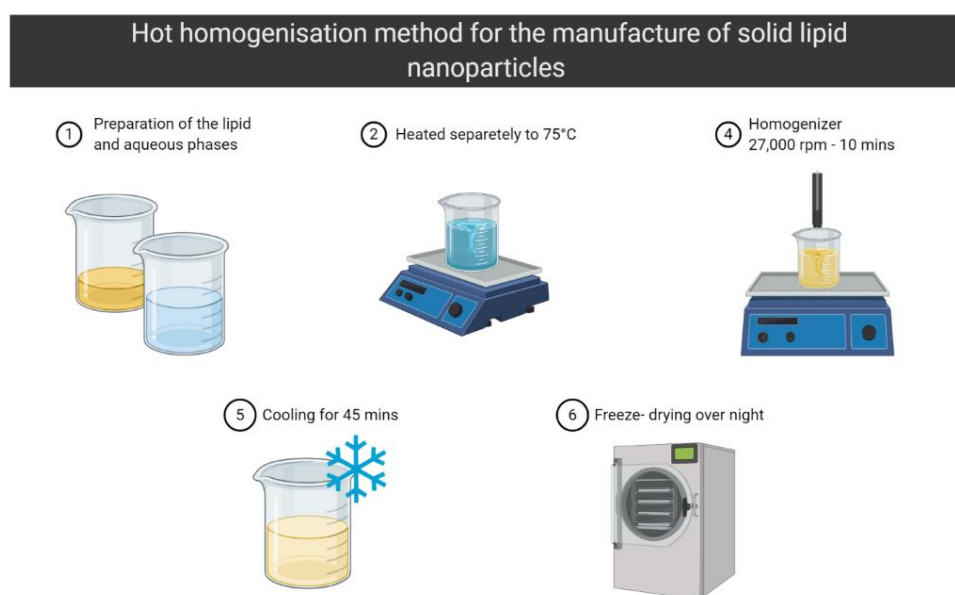 Hot homogenisation method for the manufacture of solid lipid
nanoparticles
1
Preparation of the lipid
and aqueous phases
2
Heated separetely to 75°C
4
Homogenizer
27,000 rpm - 10 mins
5
Cooling for 45 mins
6
Freeze- drying over night